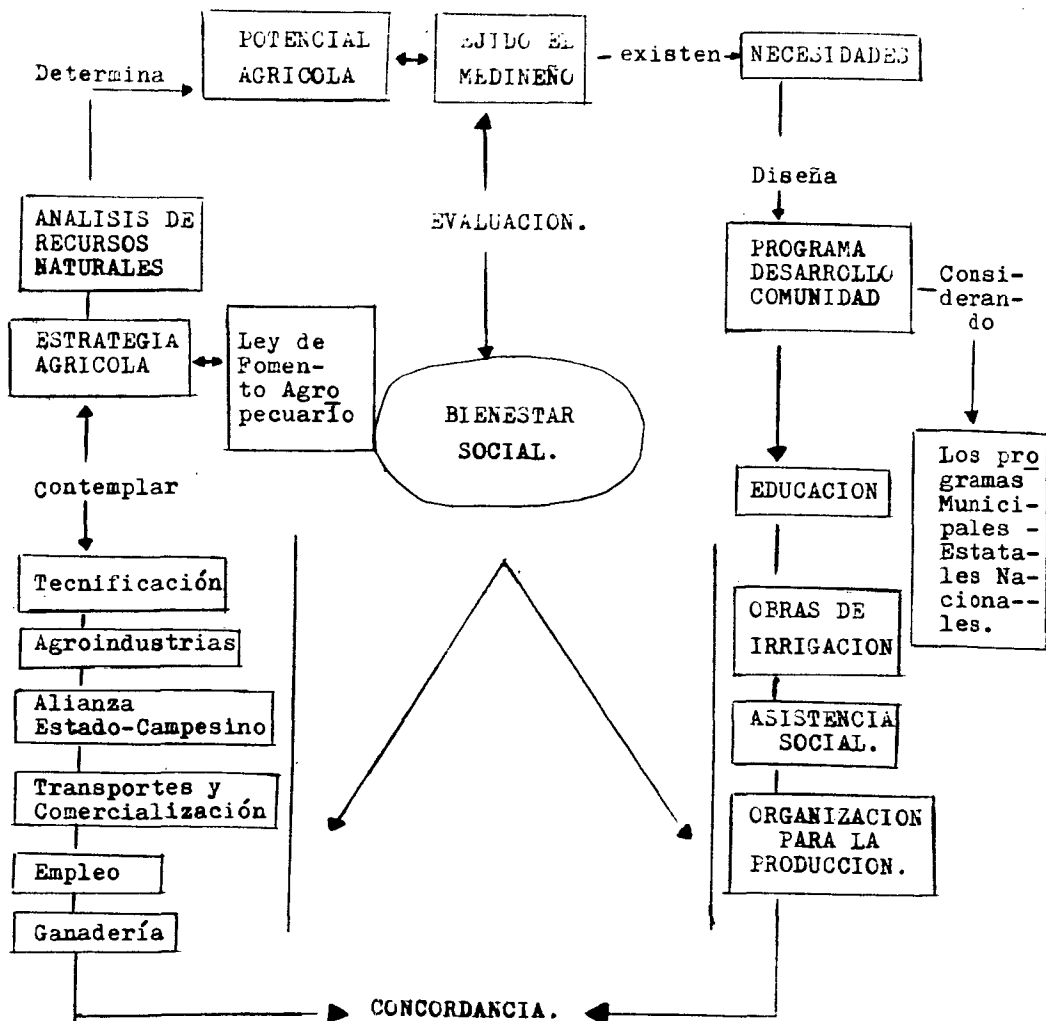 POTENCIAL
AGRICOLA
EJIDO EL
MEDINEÑO
existen
NECESIDADES
Determina
Diseña
ANALISIS DE
RECURSOS
NATURALES
EVALUACION.
PROGRAMA
DESARROLLO
COMUNIDAD
Consi-
deran-
do
ESTRATEGIA
AGRICOLA
Ley de
Fomen-
to Agro
pecuario
BIENESTAR
SOCIAL.
Los pro
gramas
Munici-
pales -
Estata-
les Na-
ciona--
les.
Contemplar
EDUCACION
Tecnificación
Agroindustrias
Alianza
Estado-Campesino
Transportes y
Comercialización
Empleo
Ganadería
OBRAS DE
IRRIGACION
ASISTENCIA
SOCIAL.
ORGANIZACION
PARA LA
PRODUCCION.
CONCORDANCIA.